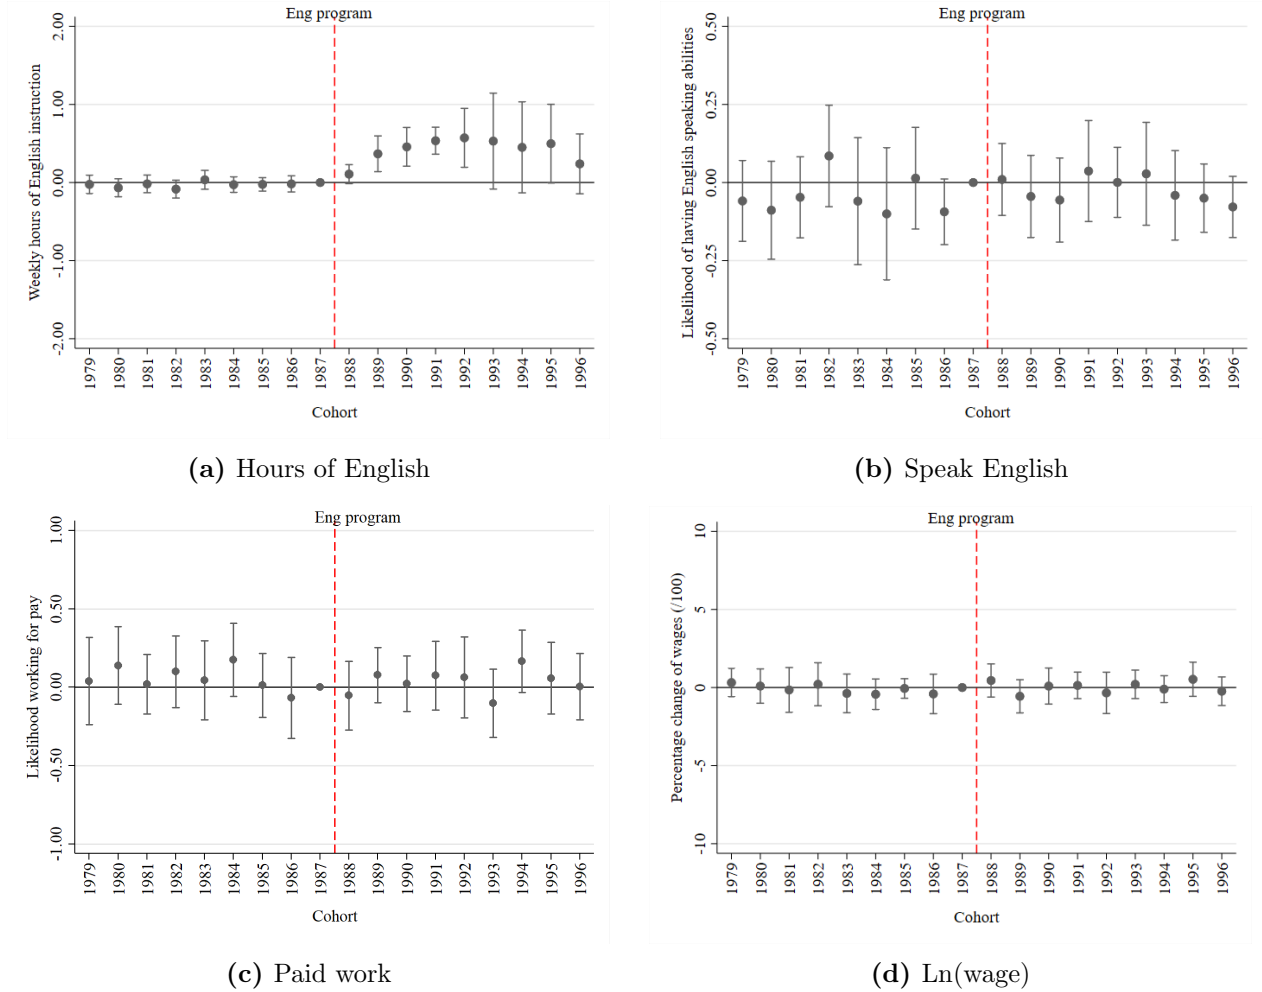 Eng program
Weekly hours of English instruction
2.00
1.00
0.00
-1.00
-2.00
1979 1980 1981 1982 1983 1984 1985 1986 1987 1988 1989 1990 1991 1992 1993 1994 1995 1996
Cohort
(a) Hours of English
Eng program
Likelihood of having English speaking abilities
0.50
0.25
0.00
-0.25
-0.50
1979 1980 1981 1982 1983 1984 1985 1986 1987 1988 1989 1990 1991 1992 1993 1994 1995 1996
Cohort
(b) Speak English
Eng program
Likelihood working for pay
1.00
0.50
0.00
-0.50
-1.00
1979 1980 1981 1982 1983 1984 1985 1986 1987 1988 1989 1990 1991 1992 1993 1994 1995 1996
Cohort
(c) Paid work
Eng program
Percentage change of wages (/100)
10
5
0
-5
-10
1979 1980 1981 1982 1983 1984 1985 1986 1987 1988 1989 1990 1991 1992 1993 1994 1995 1996
Cohort
(d) Ln(wage)